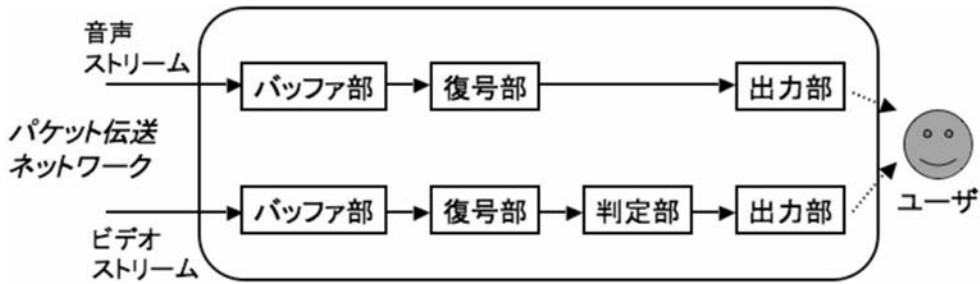 音声
ストリーム
バッファ部
復号部
出力部
パケット伝送
ネットワーク
ユーザ
バッファ部
復号部
判定部
出力部
ビデオ
ストリーム